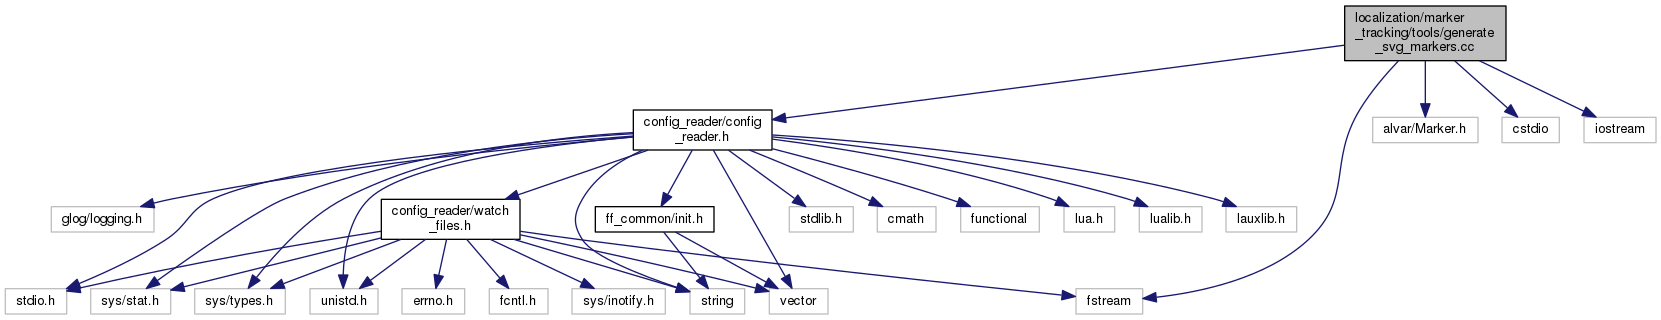 localization/marker
_tracking/tools/generate
_svg_markers.cc
config_reader/config
_reader.h
alvar/Marker.h
cstdio
iostream
glog/logging.h
config_reader/watch
_files.h
ff_common/init.h
stdlib.h
cmath
functional
lua.h
lualib.h
lauxlib.h
stdio.h
sys/stat.h
sys/types.h
unistd.h
errno.h
fcntl.h
sys/inotify.h
string
vector
fstream